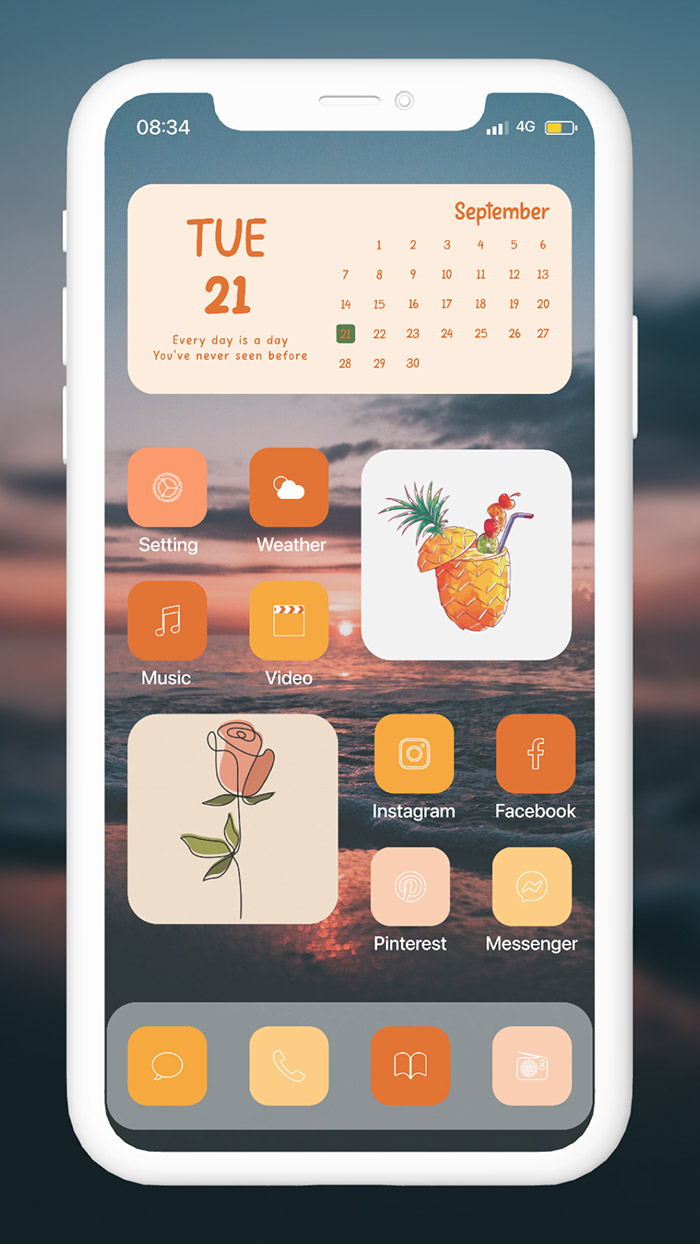 08:34
4G
TUE
21
Every day is a day
You've never seen before
September
1 2 3 4 5 6
7 8 9 10 11 12 13
14 15 16 17 18 19 20
21 22 23 24 25 26 27
28 29 30
Setting
Weather
Music
Video
Instagram
Facebook
Pinterest
Messenger